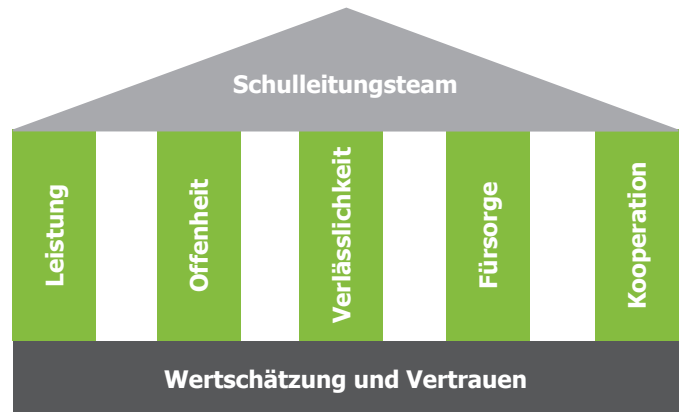 Schulleitungsteam
Leistung
Offenheit
Verlässlichkeit
Fürsorge
Kooperation
Wertschätzung und Vertrauen